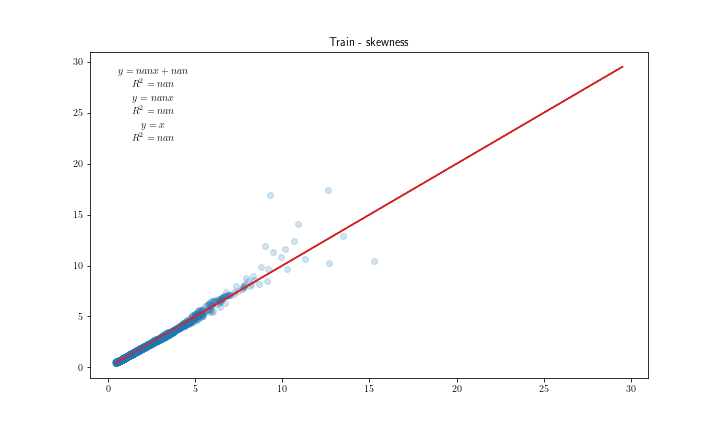 Train - skewness
30
25
20
15
10
5
0
y = nanx + nan
R² = nan
y = nanx
R² = nan
y = x
R² = nan
0 5 10 15 20 25 30